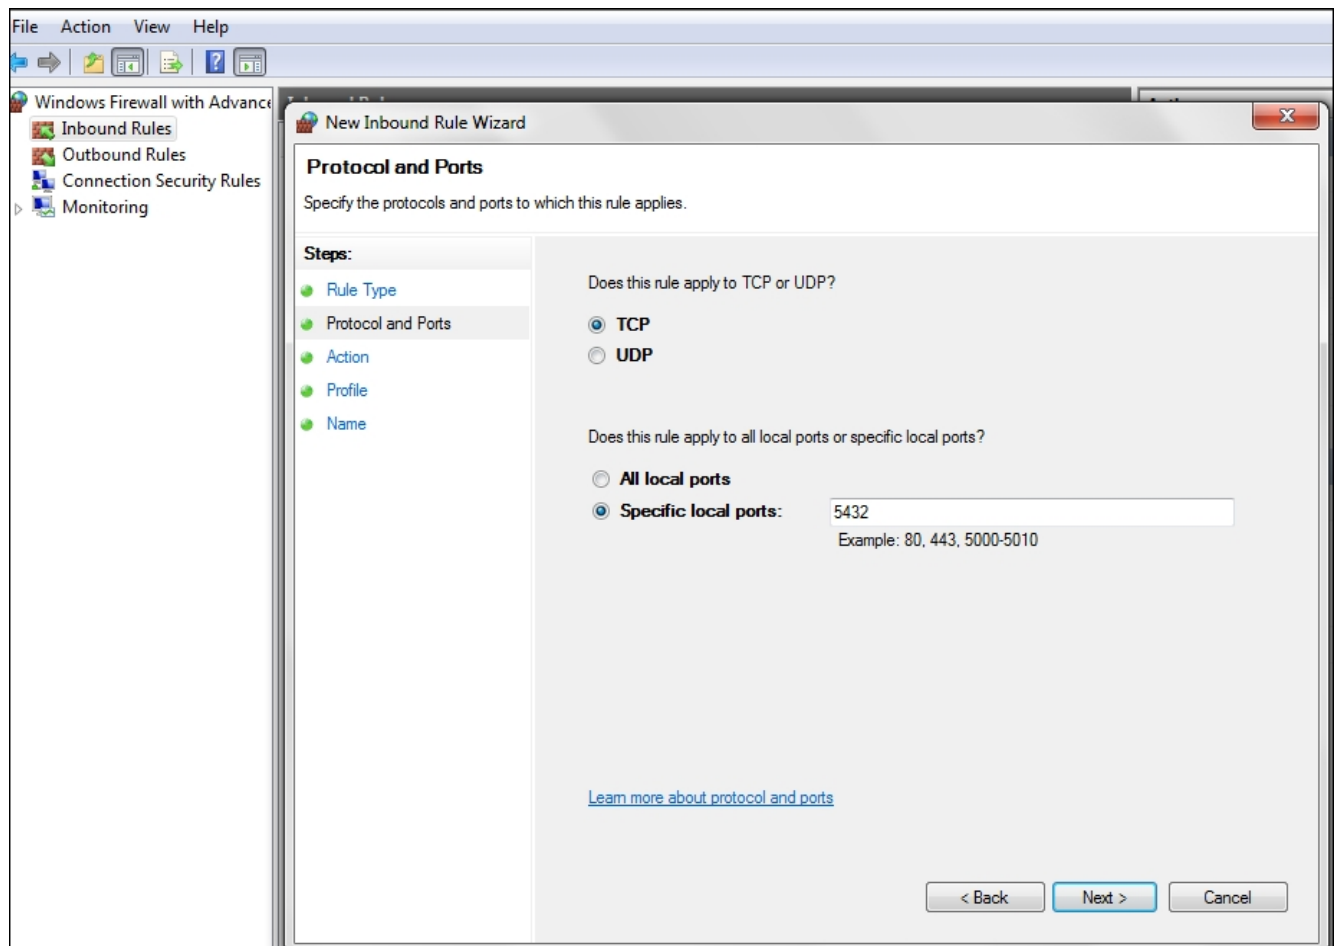 File Action View Help
Windows Firewall with Advance
Inbound Rules
Outbound Rules
Connection Security Rules
Monitoring
New Inbound Rule Wizard
Protocol and Ports
Specify the protocols and ports to which this rule applies.
Steps:
Rule Type
Protocol and Ports
Action
Profile
Name
Does this rule apply to TCP or UDP?
TCP
UDP
Does this rule apply to all local ports or specific local ports?
All local ports
Specific local ports: 5432
Example: 80, 443, 5000-5010
Learn more about protocol and ports
< Back Next > Cancel